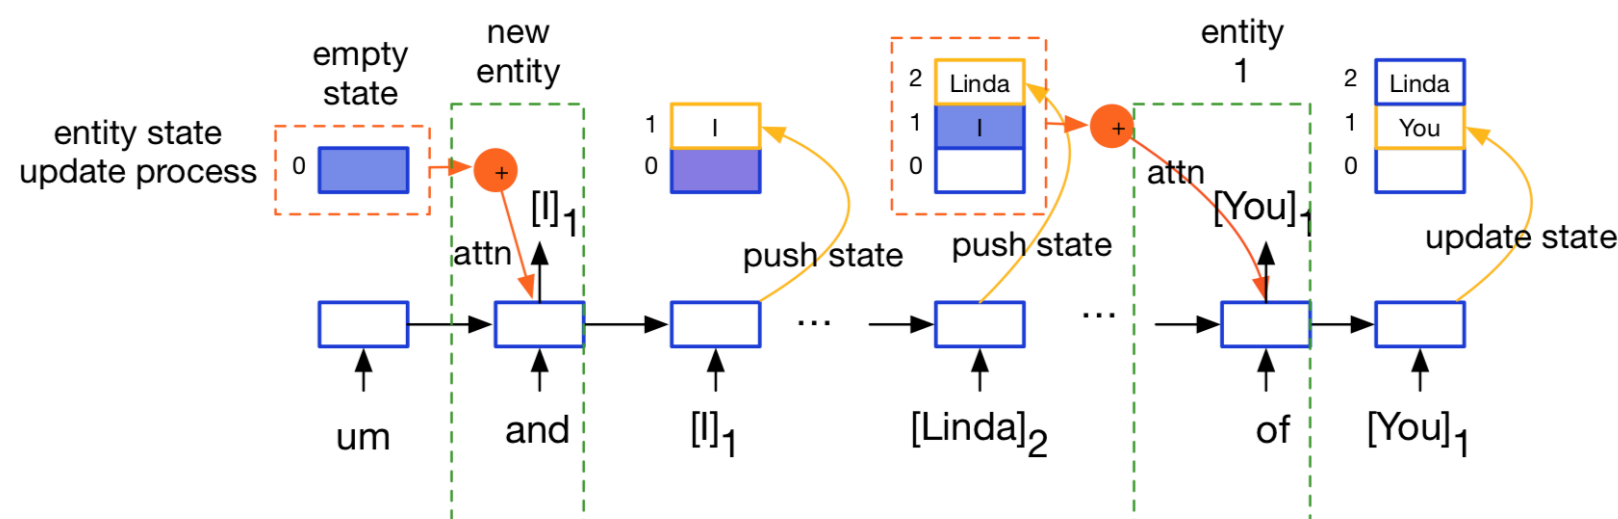 empty
state
new
entity
entity
1
entity state
update process
0
+
attn
[I]1
1
I
0
push state
2
Linda
1
I
0
push state
+
attn
[You]1
2
Linda
1
You
0
update state
...
...
um
and
[I]1
[Linda]2
of
[You]1